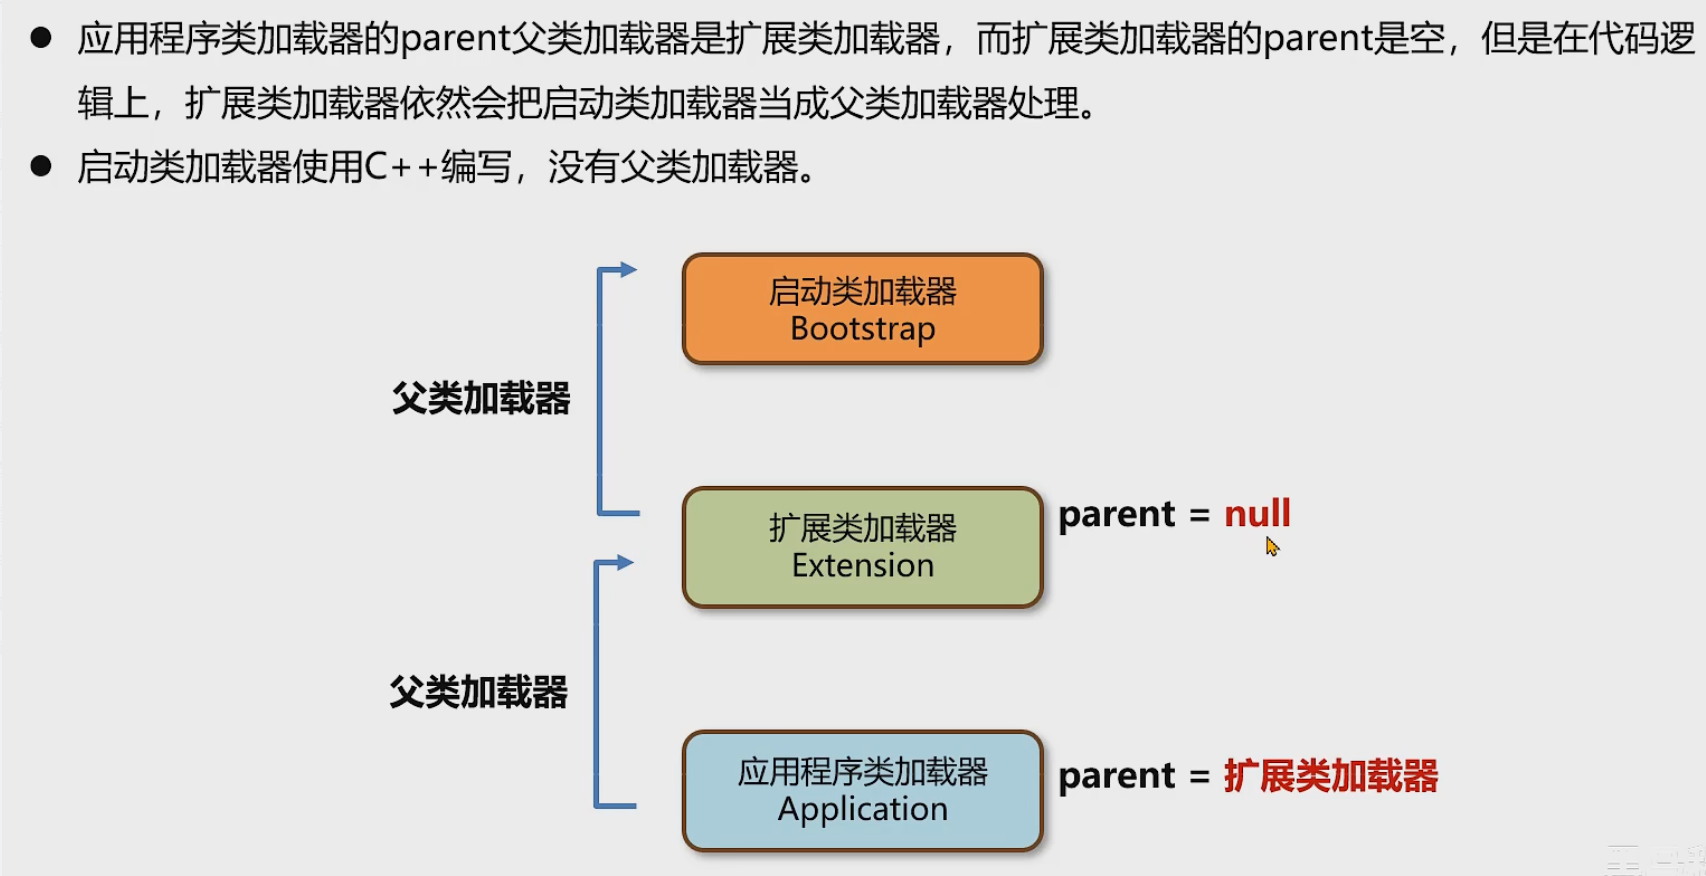 ● 应用程序类加载器的parent父类加载器是扩展类加载器，而扩展类加载器的parent是空，但是在代码逻
辑上，扩展类加载器依然会把启动类加载器当成父类加载器处理。
● 启动类加载器使用C++编写，没有父类加载器。
启动类加载器
Bootstrap
父类加载器
扩展类加载器
Extension
parent = null
父类加载器
应用程序类加载器
Application
parent = 扩展类加载器